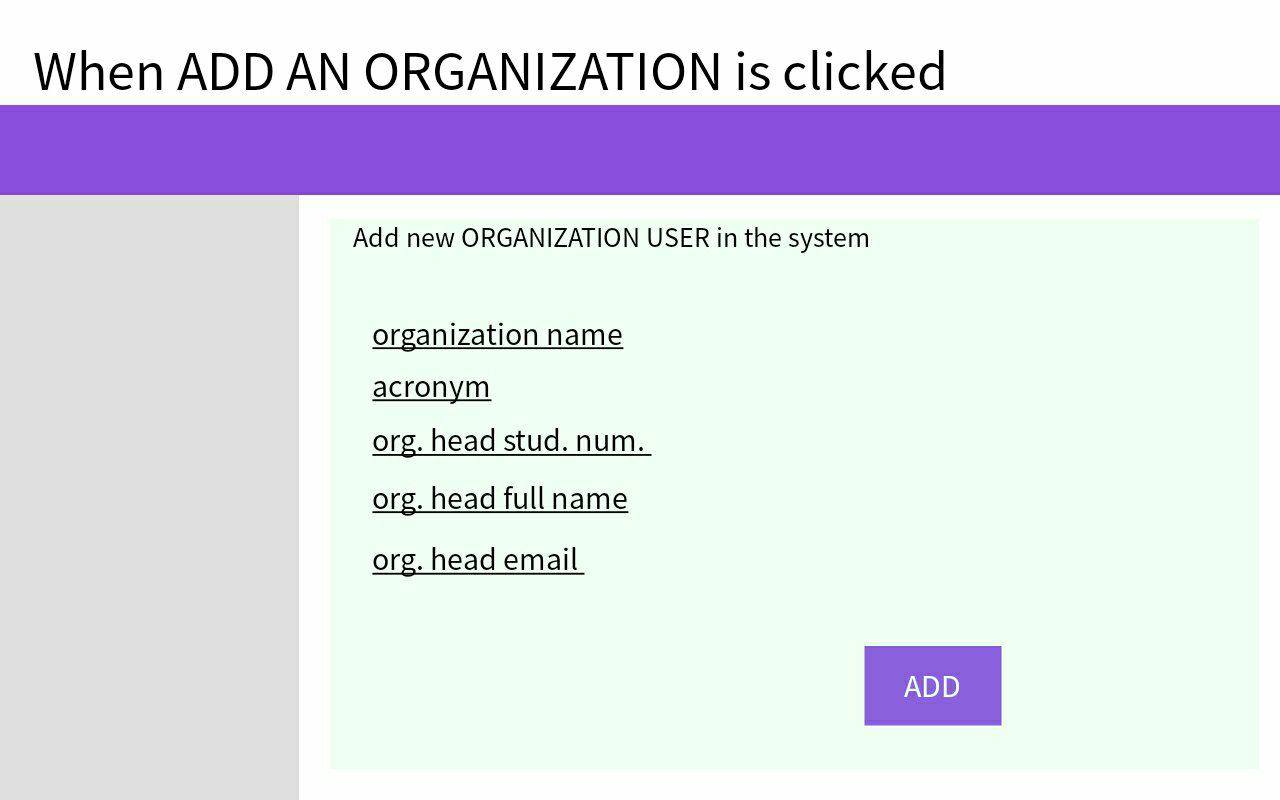 When ADD AN ORGANIZATION is clicked
Add new ORGANIZATION USER in the system
organization name
acronym
org. head stud. num.
org. head full name
org. head email
ADD